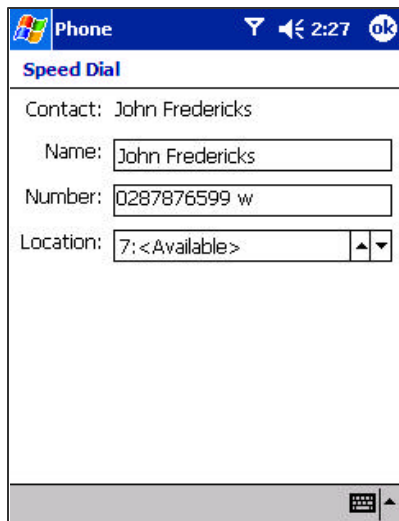 Phone 2:27 ok
Speed Dial
Contact: John Fredericks
Name: John Fredericks
Number: 0287876599 w
Location: 7:<Available>